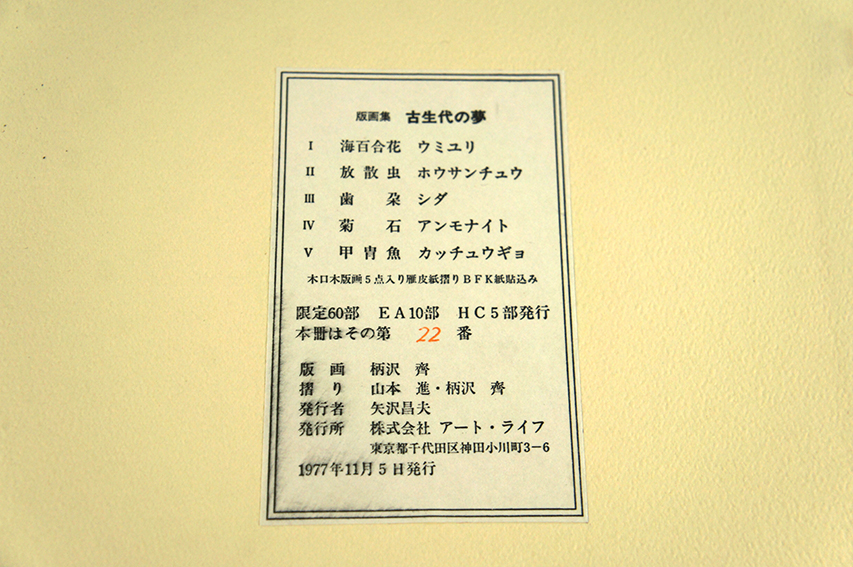 版画集 古生代の夢
I 海百合花 ウミユリ
II 放散虫 ホウサンチュウ
III 歯朶 シダ
IV 菊石 アンモナイト
V 甲冑魚 カッチュウギョ
木口木版画5点入り雁皮紙摺りBFK紙貼込み
限定60部 EA10部 HC5部発行
本冊はその第 22 番
版画 柄沢 齊
摺り 山本 進・柄沢 齊
発行者 矢沢昌夫
発行所 株式会社 アート・ライフ
東京都千代田区神田小川町3-6
1977年11月5日発行